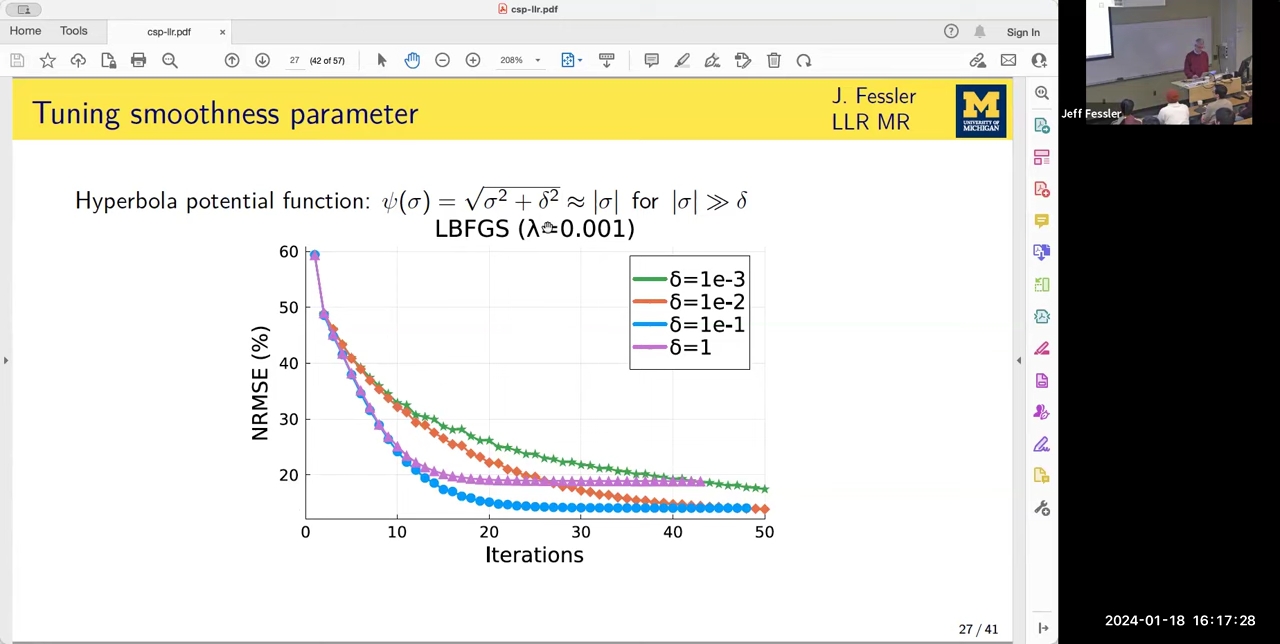 csp-llr.pdf
Home Tools csp-llr.pdf × Sign In
27 (42 of 57) 208%
Tuning smoothness parameter
J. Fessler
LLR MR
M
UNIVERSITY OF
MICHIGAN
Jeff Fessler
Hyperbola potential function: ψ(σ) = √(σ² + δ²) ≈ |σ| for |σ| ≫ δ
LBFGS (λ=0.001)
NRMSE (%)
60
50
40
30
20
δ=1e-3
δ=1e-2
δ=1e-1
δ=1
0 10 20 30 40 50
Iterations
27 / 41
2024-01-18 16:17:28